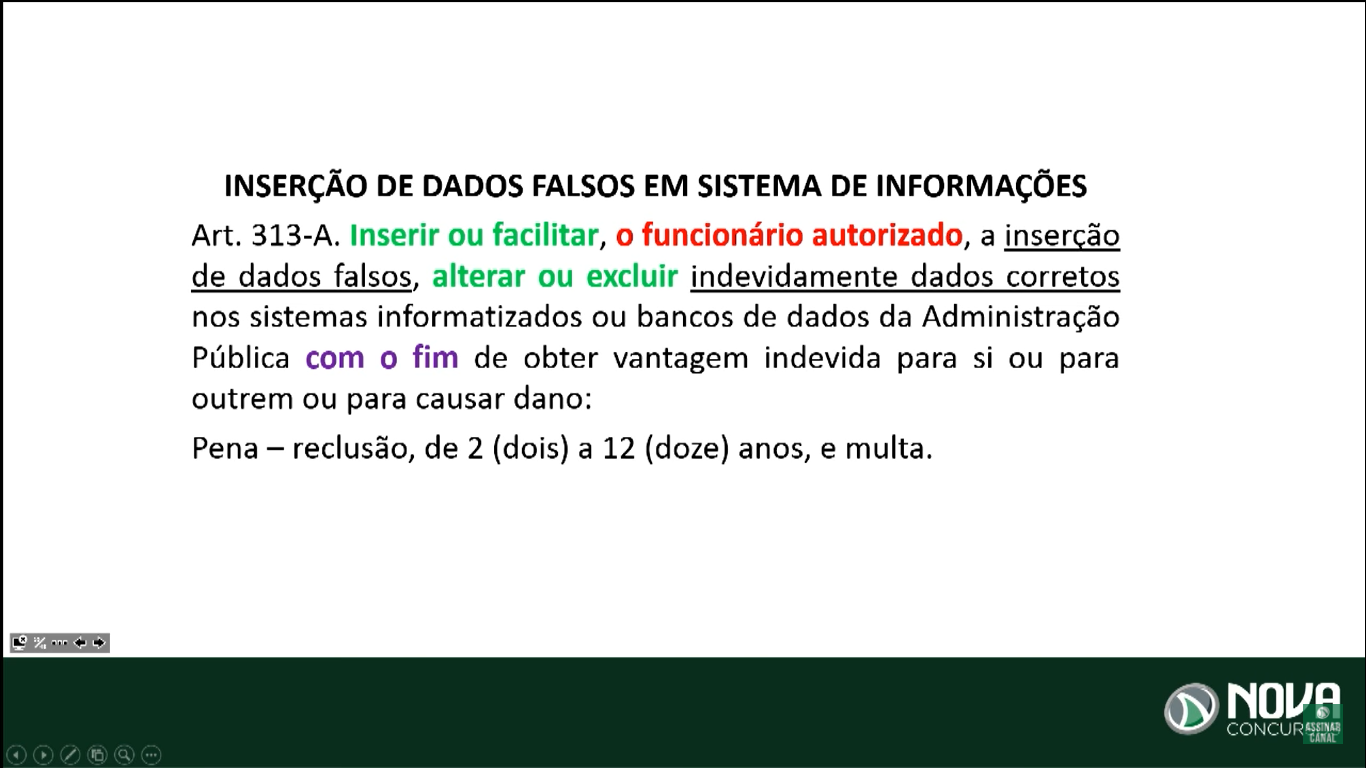 INSERÇÃO DE DADOS FALSOS EM SISTEMA DE INFORMAÇÕES
Art. 313-A. Inserir ou facilitar, o funcionário autorizado, a inserção
de dados falsos, alterar ou excluir indevidamente dados corretos
nos sistemas informatizados ou bancos de dados da Administração
Pública com o fim de obter vantagem indevida para si ou para
outrem ou para causar dano:
Pena – reclusão, de 2 (dois) a 12 (doze) anos, e multa.
NOVA
ASSINAR
CANAL